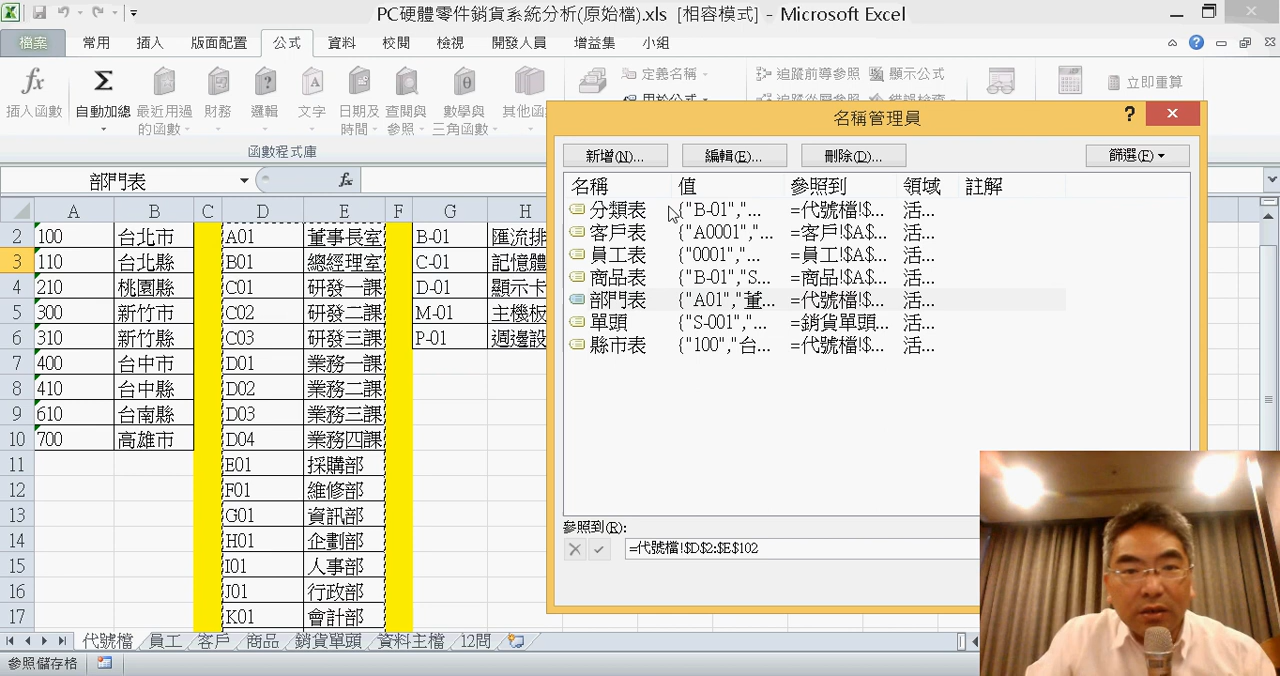 PC硬體零件銷貨系統分析(原始檔).xls [相容模式] - Microsoft Excel
檔案 常用 插入 版面配置 公式 資料 校閱 檢視 開發人員 增益集 小組
fx Σ ? A θ
定義名稱 追蹤前導參照 顯示公式
插入函數 自動加總 最近用的函數 財務 邏輯 文字 日期及時間 查閱與參照 數學與三角函數 其他函
用於公式 追蹤從屬參照 錯誤檢查 立即重算
函數程式庫
名稱管理員
? ×
新增(N)... 編輯(E)... 刪除(D)... 篩選(F)
部門表 fx
名稱 值 參照到 領域 註解
分類表 {"B-01","... =代號檔!$... 活...
客戶表 {"A0001","... =客戶!$A$... 活...
員工表 {"0001","... =員工!$A$... 活...
商品表 {"B-01","S... =商品!$A$... 活...
部門表 {"A01","董... =代號檔!$... 活...
單頭 {"S-001","... =銷貨單頭... 活...
縣市表 {"100","台... =代號檔!$... 活...
參照到(R):
=代號檔!$D$2:$E$102
A B C D E F G H
2 100 台北市 A01 董事長室 B-01 匯流排
3 110 台北縣 B01 總經理室 C-01 記憶體
4 210 桃園縣 C01 研發一課 D-01 顯示卡
5 300 新竹市 C02 研發二課 M-01 主機板
6 310 新竹縣 C03 研發三課 P-01 週邊設
7 400 台中市 D01 業務一課
8 410 台中縣 D02 業務二課
9 610 台南縣 D03 業務三課
10 700 高雄市 D04 業務四課
11 E01 採購部
12 F01 維修部
13 G01 資訊部
14 H01 企劃部
15 I01 人事部
16 J01 行政部
17 K01 會計部
代號檔 員工 客戶 商品 銷貨單頭 資料主檔 12問
參照儲存格